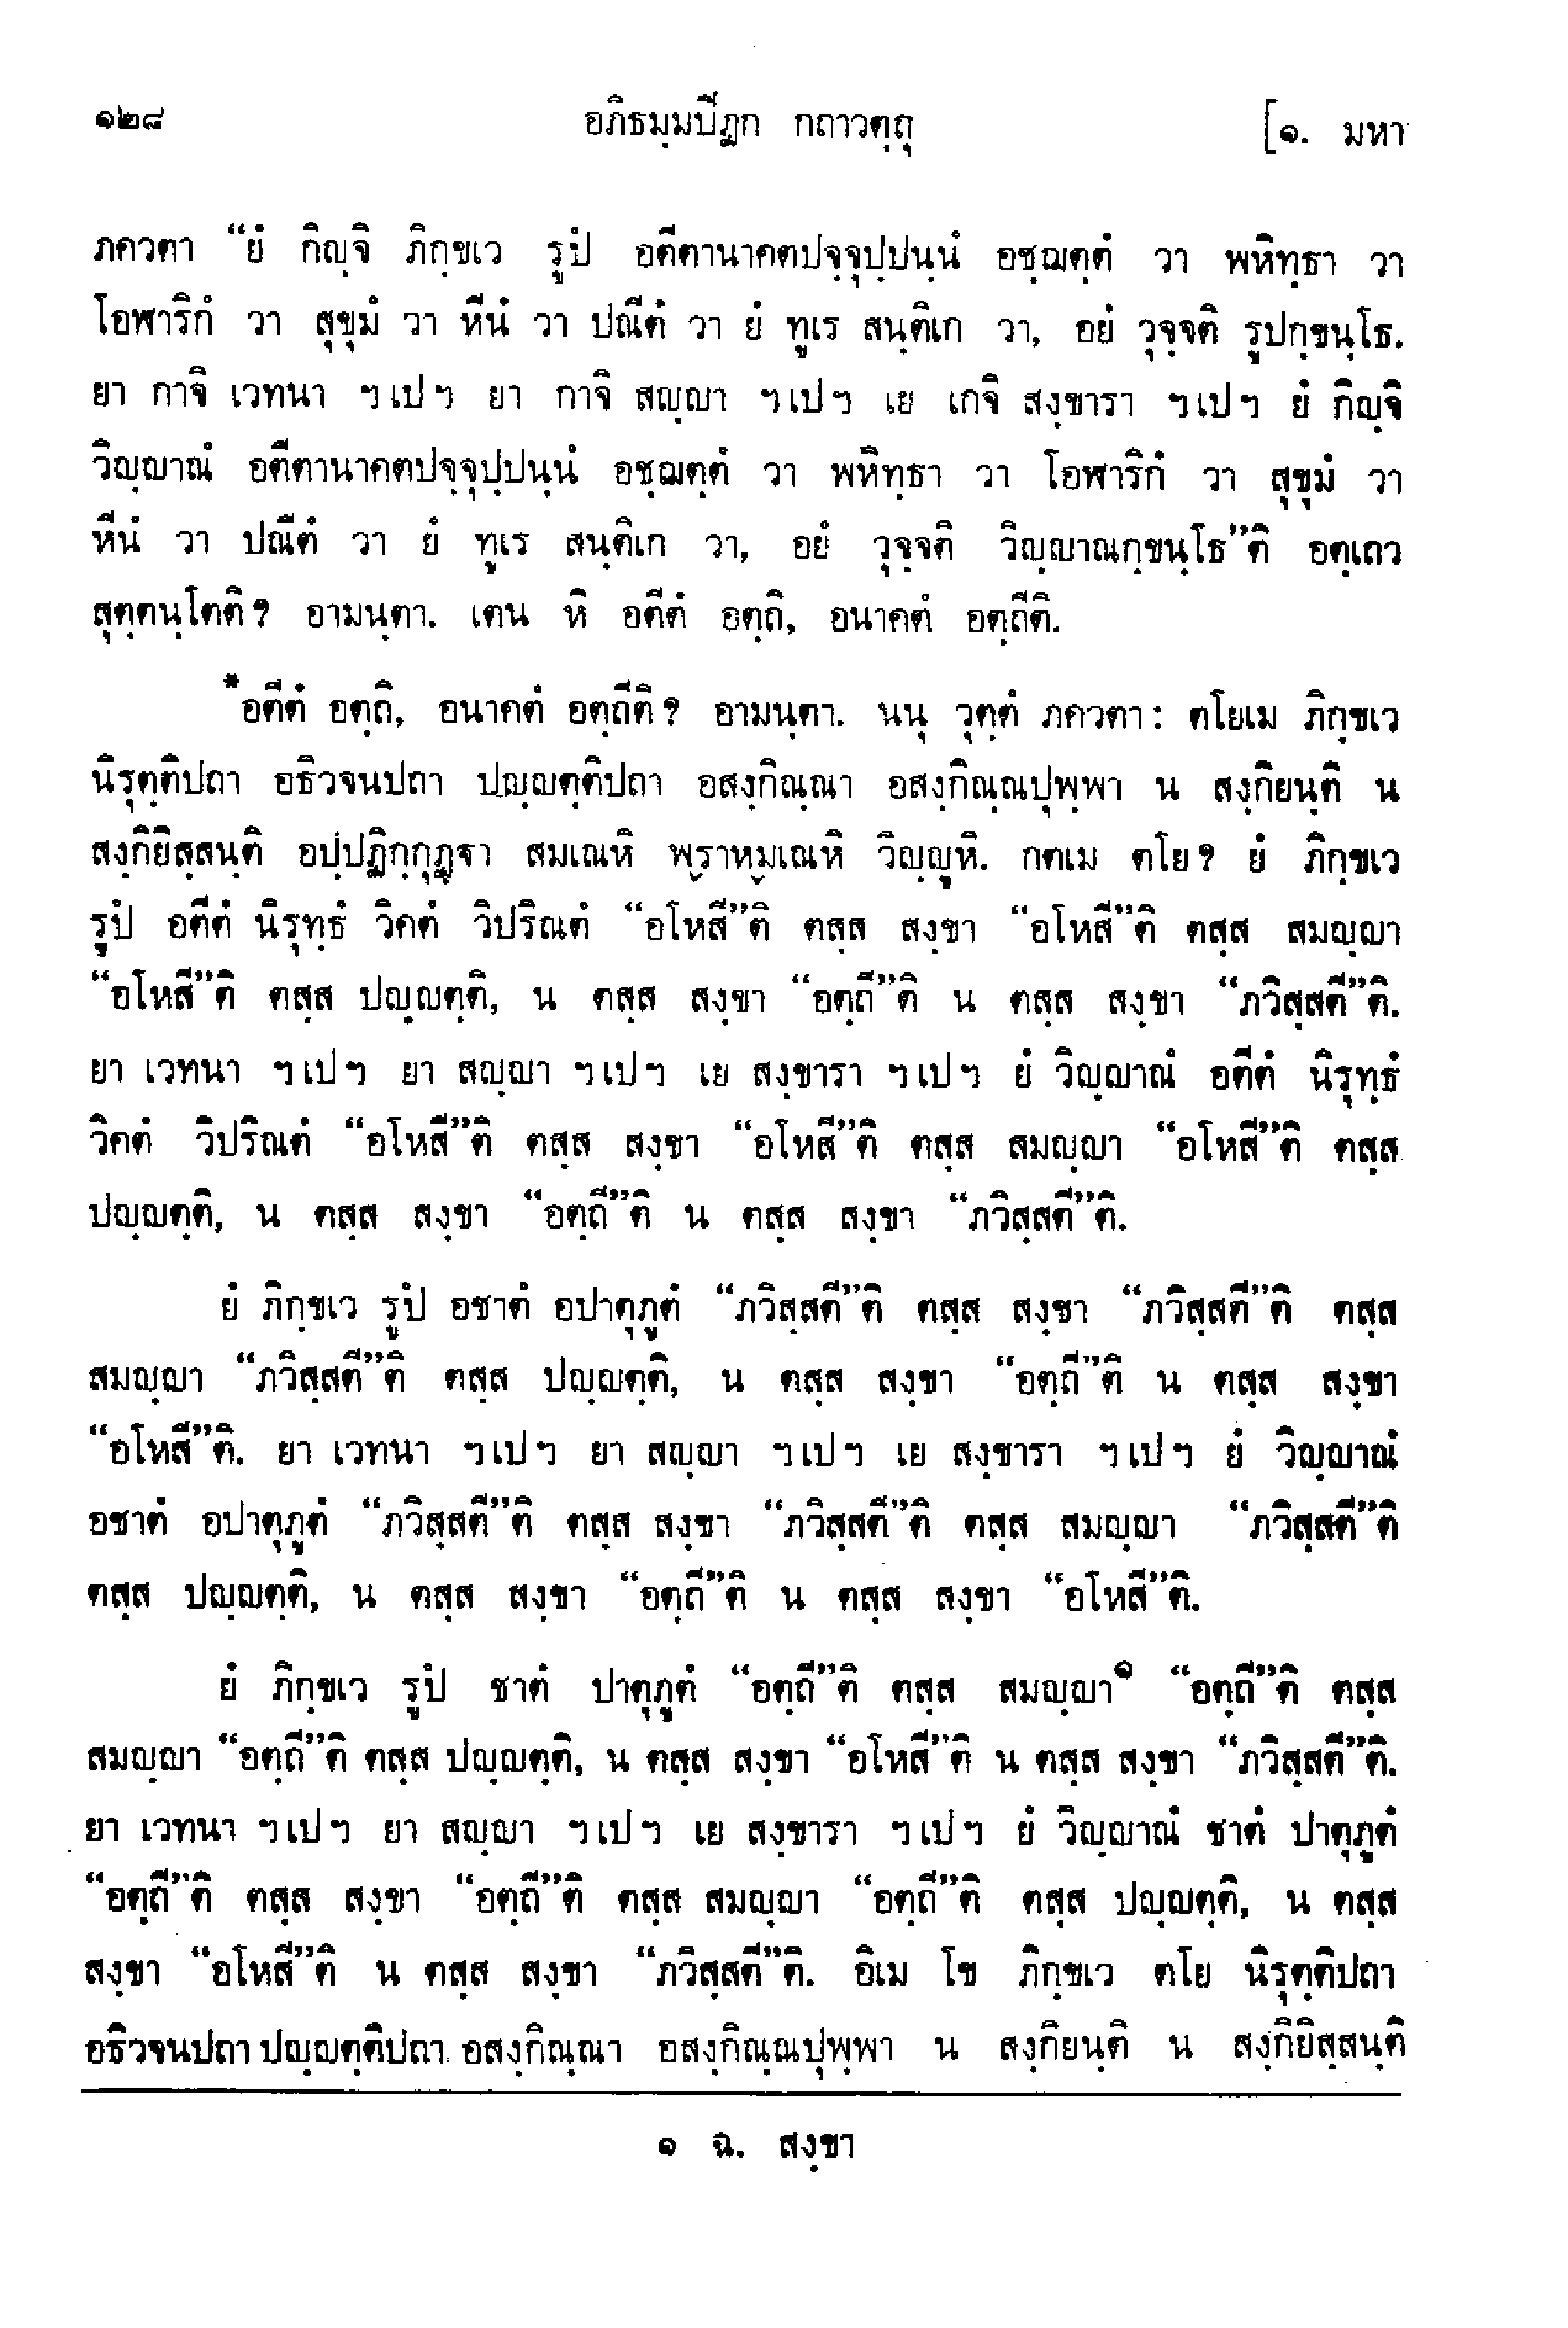 ๑๒๘ อภิธมฺมปีฏก กถาวตฺถุ [๑. มหา
ภควตา “ยํ กิญฺจิ ภิกฺขเว รูปํ อตีตานาคตปจฺจุปฺปนฺนํ อชฺฌตฺตํ วา พหิทฺธา วา
โอฬาริกํ วา สุขุมํ วา หีนํ วา ปณีตํ วา ยํ ทูเร สนฺติเก วา, อยํ วุจฺจติ รูปกฺขนฺโธ.
ยา กาจิ เวทนา ฯ เป ฯ ยา กาจิ สญฺญา ฯ เป ฯ เย เกจิ สงฺขารา ฯ เป ฯ ยํ กิญฺจิ
วิญฺญาณํ อตีตานาคตปจฺจุปฺปนฺนํ อชฺฌตฺตํ วา พหิทฺธา วา โอฬาริกํ วา สุขุมํ วา
หีนํ วา ปณีตํ วา ยํ ทูเร สนฺติเก วา, อยํ วุจฺจติ วิญฺญาณกฺขนฺโธ”ติ อตฺเถว
สุตฺตนฺโตติ? อามนฺตา. เตน หิ อตีตํ อตฺถิ, อนาคตํ อตฺถีติ.
*อตีตํ อตฺถิ, อนาคตํ อตฺถีติ? อามนฺตา. นนุ วุตฺตํ ภควตา: ตโยเม ภิกฺขเว
นิรุตฺติปถา อธิวจนปถา ปญฺญตฺติปถา อสงฺกิณฺณา อสงฺกิณฺณปุพฺพา น สงฺกิยนฺติ น
สงฺกิยิสฺสนฺติ อปฺปฏิกฺกุฏฺฐา สมเณหิ พฺราหฺมเณหิ วิญฺญูหิ. กตเม ตโย? ยํ ภิกฺขเว
รูปํ อตีตํ นิรุทฺธํ วิคตํ วิปริณตํ “อโหสี”ติ ตสฺส สงฺขา “อโหสี”ติ ตสฺส สมญฺญา
“อโหสี”ติ ตสฺส ปญฺญตฺติ, น ตสฺส สงฺขา “อตฺถี”ติ น ตสฺส สงฺขา “ภวิสฺสตี”ติ.
ยา เวทนา ฯ เป ฯ ยา สญฺญา ฯ เป ฯ เย สงฺขารา ฯ เป ฯ ยํ วิญฺญาณํ อตีตํ นิรุทฺธํ
วิคตํ วิปริณตํ “อโหสี”ติ ตสฺส สงฺขา “อโหสี”ติ ตสฺส สมญฺญา “อโหสี”ติ ตสฺส
ปญฺญตฺติ, น ตสฺส สงฺขา “อตฺถี”ติ น ตสฺส สงฺขา “ภวิสฺสตี”ติ.
ยํ ภิกฺขเว รูปํ อชาตํ อปาตุภูตํ “ภวิสฺสตี”ติ ตสฺส สงฺขา “ภวิสฺสตี”ติ ตสฺส
สมญฺญา “ภวิสฺสตี”ติ ตสฺส ปญฺญตฺติ, น ตสฺส สงฺขา “อตฺถี”ติ น ตสฺส สงฺขา
“อโหสี”ติ. ยา เวทนา ฯ เป ฯ ยา สญฺญา ฯ เป ฯ เย สงฺขารา ฯ เป ฯ ยํ วิญฺญาณํ
อชาตํ อปาตุภูตํ “ภวิสฺสตี”ติ ตสฺส สงฺขา “ภวิสฺสตี”ติ ตสฺส สมญฺญา “ภวิสฺสตี”ติ
ตสฺส ปญฺญตฺติ, น ตสฺส สงฺขา “อตฺถี”ติ น ตสฺส สงฺขา “อโหสี”ติ.
ยํ ภิกฺขเว รูปํ ชาตํ ปาตุภูตํ “อตฺถี”ติ ตสฺส สมญฺญา๑ “อตฺถี”ติ ตสฺส
สมญฺญา “อตฺถี”ติ ตสฺส ปญฺญตฺติ, น ตสฺส สงฺขา “อโหสี”ติ น ตสฺส สงฺขา “ภวิสฺสตี”ติ.
ยา เวทนา ฯ เป ฯ ยา สญฺญา ฯ เป ฯ เย สงฺขารา ฯ เป ฯ ยํ วิญฺญาณํ ชาตํ ปาตุภูตํ
“อตฺถี”ติ ตสฺส สงฺขา “อตฺถี”ติ ตสฺส สมญฺญา “อตฺถี”ติ ตสฺส ปญฺญตฺติ, น ตสฺส
สงฺขา “อโหสี”ติ น ตสฺส สงฺขา “ภวิสฺสตี”ติ. อิเม โข ภิกฺขเว ตโย นิรุตฺติปถา
อธิวจนปถา ปญฺญตฺติปถา อสงฺกิณฺณา อสงฺกิณฺณปุพฺพา น สงฺกิยนฺติ น สงฺกิยิสฺสนฺติ
๑ ฉ. สงฺขา